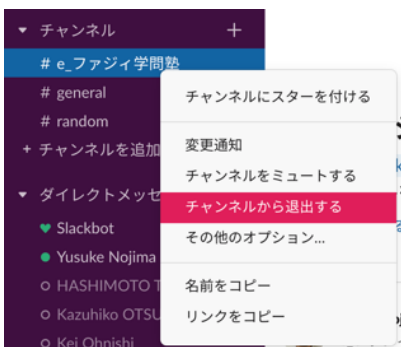 チャンネル
# e_ファジィ学問塾
# general
# random
+ チャンネルを追加
ダイレクトメッセ
Slackbot
Yusuke Nojima
HASHIMOTO T
Kazuhiko OTSU
Kei Ohnishi
チャンネルにスターを付ける
変更通知
チャンネルをミュートする
チャンネルから退出する
その他のオプション...
名前をコピー
リンクをコピー